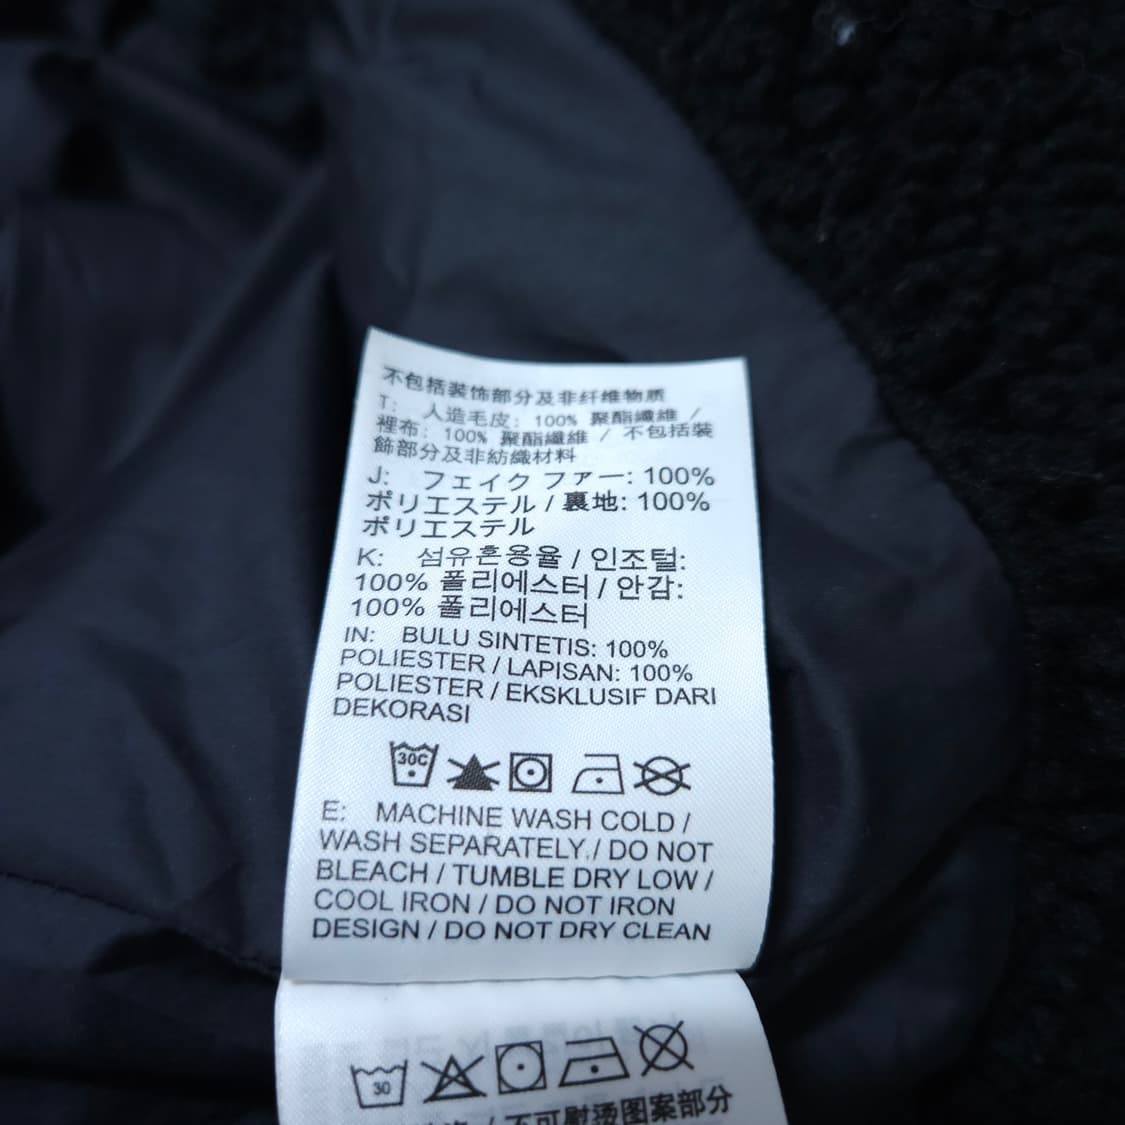 不包括装饰部分及非纤维物质
T: 人造毛皮: 100% 聚酯纖維 /
裡布: 100% 聚酯纖維 / 不包括裝
飾部分及非紡織材料
J: フェイク ファー: 100%
ポリエステル / 裏地: 100%
ポリエステル
K: 섬유혼용율 / 인조털:
100% 폴리에스터 / 안감:
100% 폴리에스터
IN: BULU SINTETIS: 100%
POLIESTER / LAPISAN: 100%
POLIESTER / EKSKLUSIF DARI
DEKORASI
30C
E: MACHINE WASH COLD /
WASH SEPARATELY / DO NOT
BLEACH / TUMBLE DRY LOW /
COOL IRON / DO NOT IRON
DESIGN / DO NOT DRY CLEAN
30
/ 不可熨烫图案部分